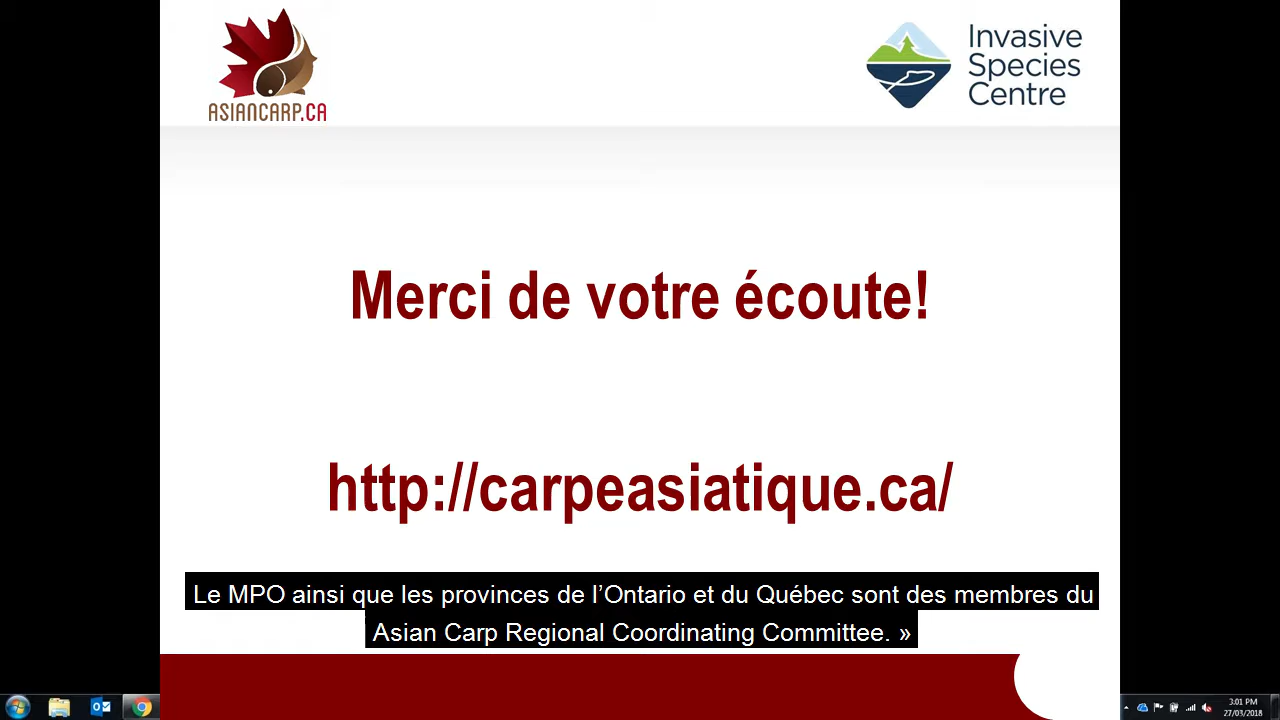 ASIANCARP.CA
Invasive
Species
Centre
Merci de votre écoute!
http://carpeasiatique.ca/
Le MPO ainsi que les provinces de l’Ontario et du Québec sont des membres du
Asian Carp Regional Coordinating Committee. »
3:01 PM
27/03/2018